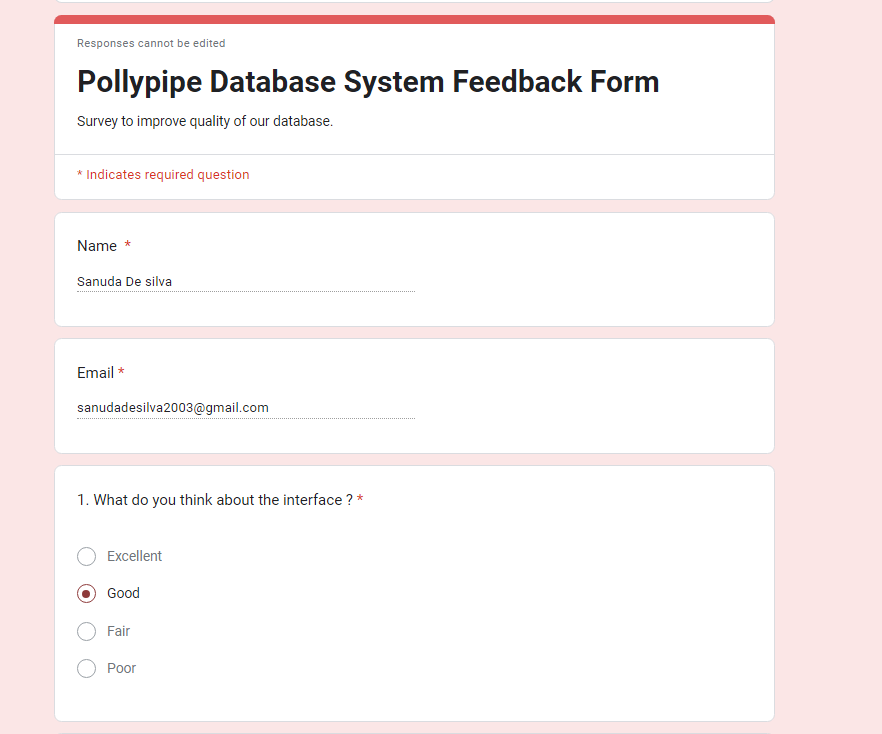 Responses cannot be edited
Pollypipe Database System Feedback Form
Survey to improve quality of our database.
* Indicates required question
Name *
Sanuda De silva
Email *
sanudadesilva2003@gmail.com
1. What do you think about the interface ? *
Excellent
Good
Fair
Poor